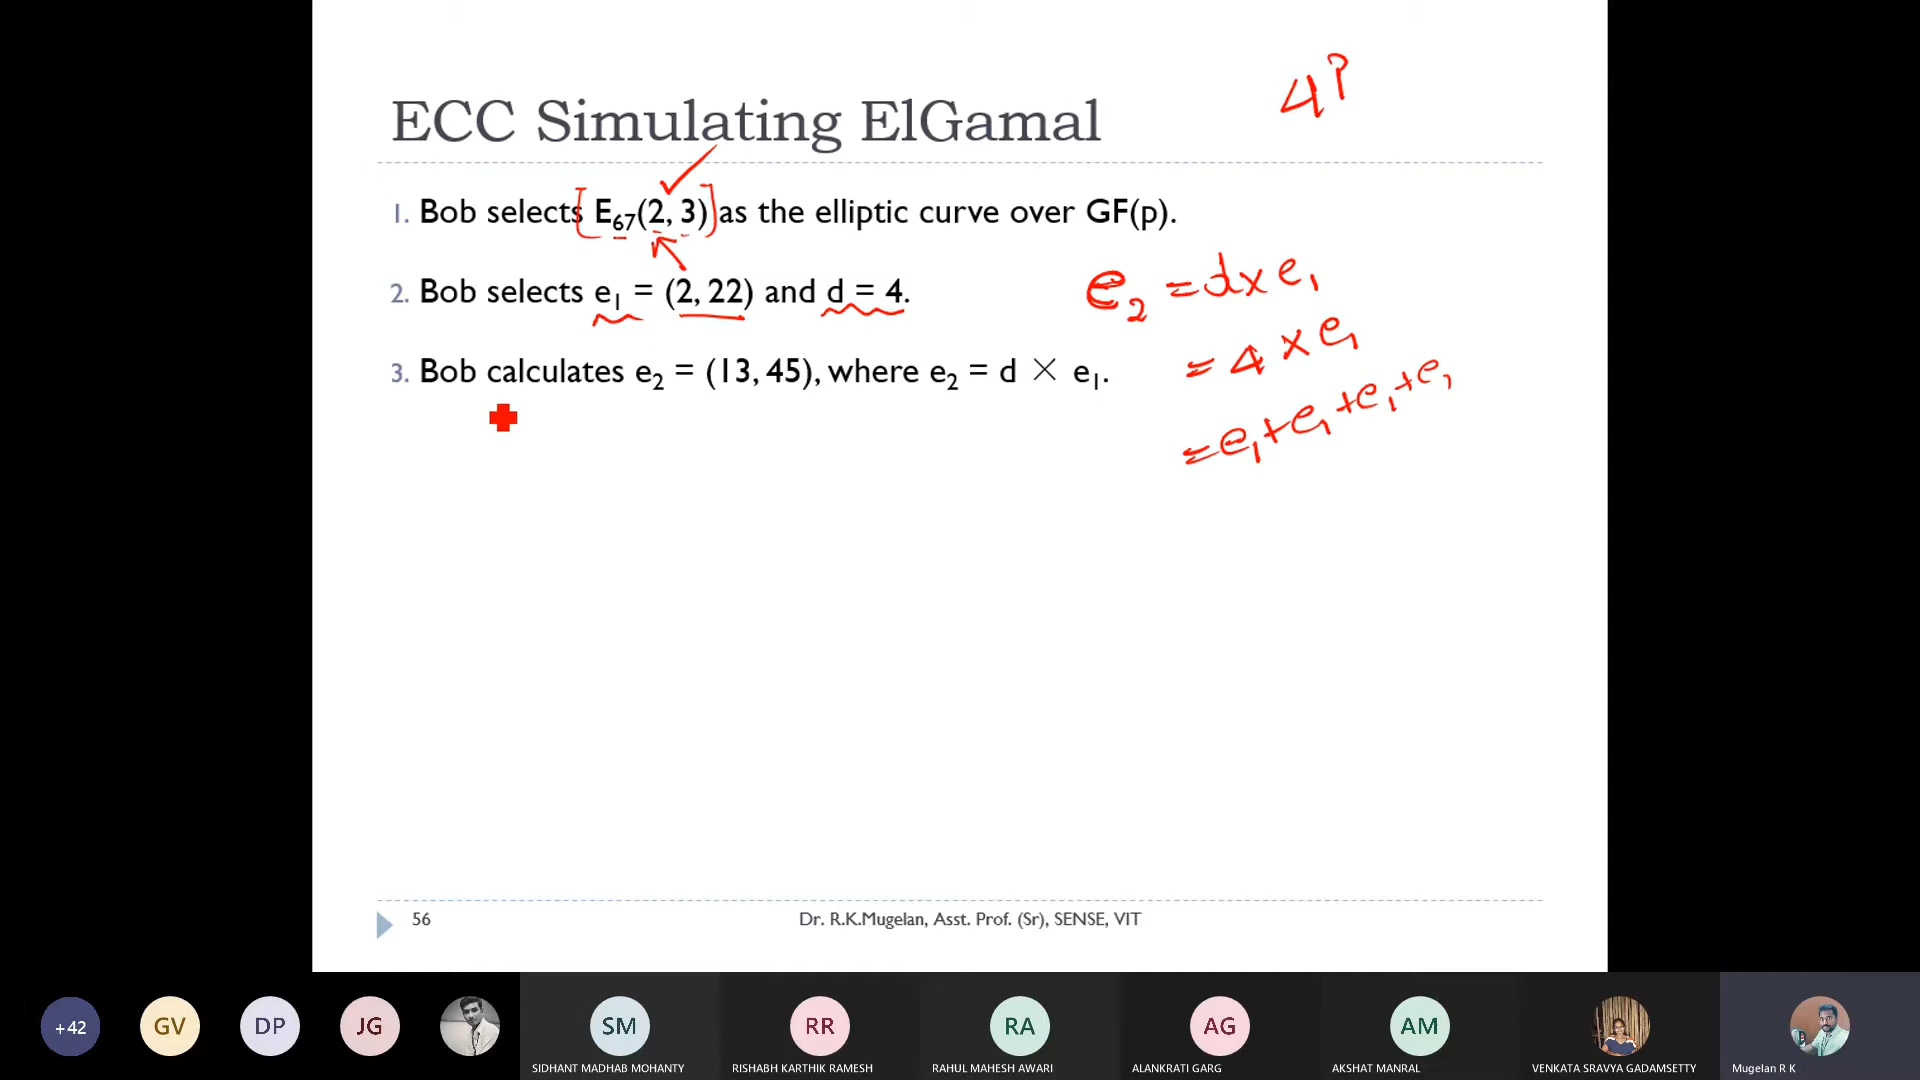 4P
ECC Simulating ElGamal
1. Bob selects [E67(2, 3)] as the elliptic curve over GF(p).
2. Bob selects e1 = (2, 22) and d = 4.
e2 = d × e1
3. Bob calculates e2 = (13, 45), where e2 = d × e1.
= 4 × e1
= e1 + e1 + e1 + e1
56
Dr. R.K.Mugelan, Asst. Prof. (Sr), SENSE, VIT
+42
GV
DP
JG
SM
RR
RA
AG
AM
SIDHANT MADHAB MOHANTY
RISHABH KARTHIK RAMESH
RAHUL MAHESH AWARI
ALANKRATI GARG
AKSHAT MANRAL
VENKATA SRAVYA GADAMSETTY
Mugelan R K